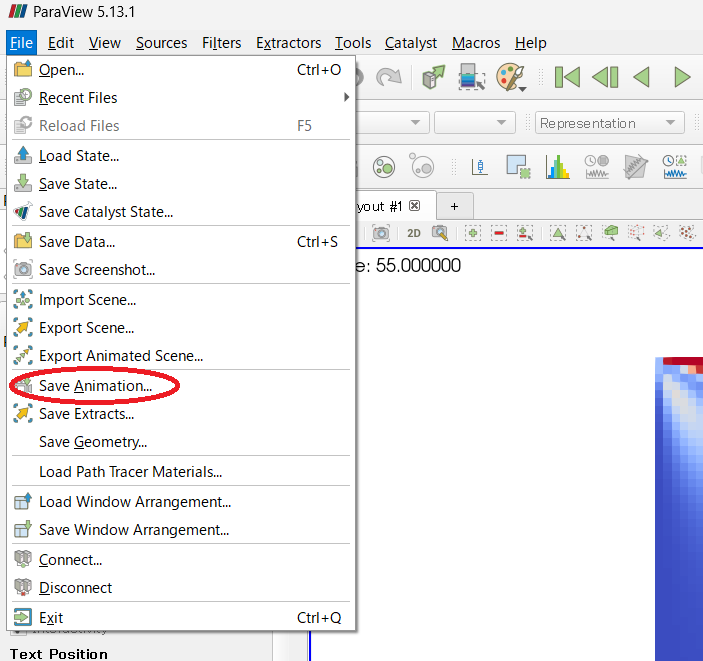 ParaView 5.13.1
File Edit View Sources Filters Extractors Tools Catalyst Macros Help
Open... Ctrl+O
Recent Files
Reload Files F5
Representation
Load State...
Save State...
Save Catalyst State...
yout #1 +
Save Data... Ctrl+S
2D
Save Screenshot...
e: 55.000000
Import Scene...
Export Scene...
Export Animated Scene...
Save Animation...
Save Extracts...
Save Geometry...
Load Path Tracer Materials...
Load Window Arrangement...
Save Window Arrangement...
Connect...
Disconnect
Exit Ctrl+Q
Text Position